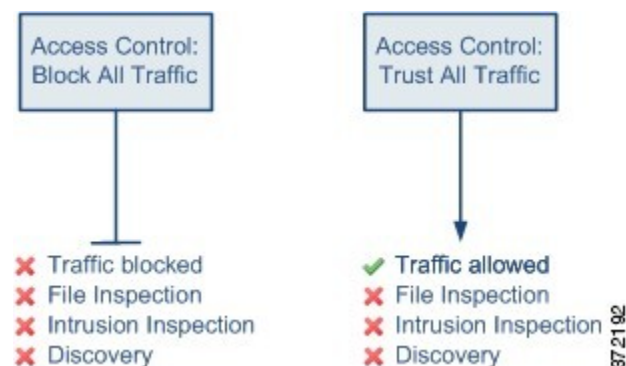 Access Control:
Block All Traffic
Traffic blocked
File Inspection
Intrusion Inspection
Discovery
Access Control:
Trust All Traffic
Traffic allowed
File Inspection
Intrusion Inspection
Discovery
372192